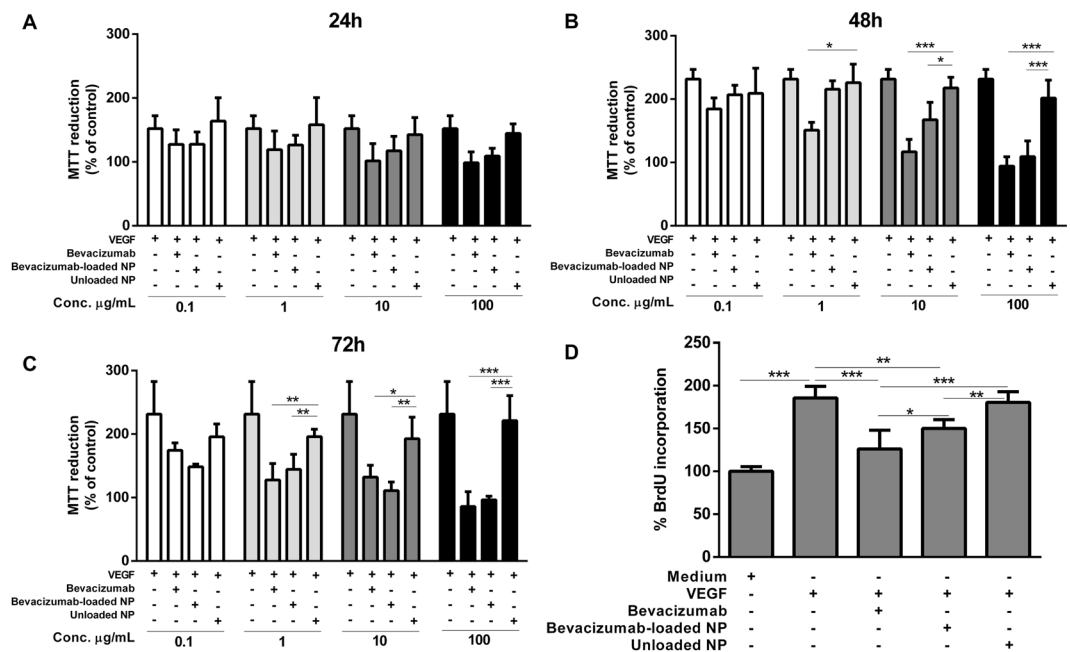 A
24h
300
200
100
0
MTT reduction
(% of control)
VEGF + + + + + + + + + + + + + + + +
Bevacizumab - + - - - + - - - + - - - + - -
Bevacizumab-loaded NP - - + - - - + - - - + - - - + -
Unloaded NP - - - + - - - + - - - + - - - +
Conc. µg/mL 0.1 1 10 100
B
48h
* *** * *** ***
300
200
100
0
MTT reduction
(% of control)
VEGF + + + + + + + + + + + + + + + +
Bevacizumab - + - - - + - - - + - - - + - -
Bevacizumab-loaded NP - - + - - - + - - - + - - - + -
Unloaded NP - - - + - - - + - - - + - - - +
Conc. µg/mL 0.1 1 10 100
C
72h
** ** * ** *** ***
300
200
100
0
MTT reduction
(% of control)
VEGF + + + + + + + + + + + + + + + +
Bevacizumab - + - - - + - - - + - - - + - -
Bevacizumab-loaded NP - - + - - - + - - - + - - - + -
Unloaded NP - - - + - - - + - - - + - - - +
Conc. µg/mL 0.1 1 10 100
D
**
*** *** ***
* **
250
200
150
100
50
0
% BrdU incorporation
Medium + - - - -
VEGF - + + + +
Bevacizumab - - + - -
Bevacizumab-loaded NP - - - + -
Unloaded NP - - - - +